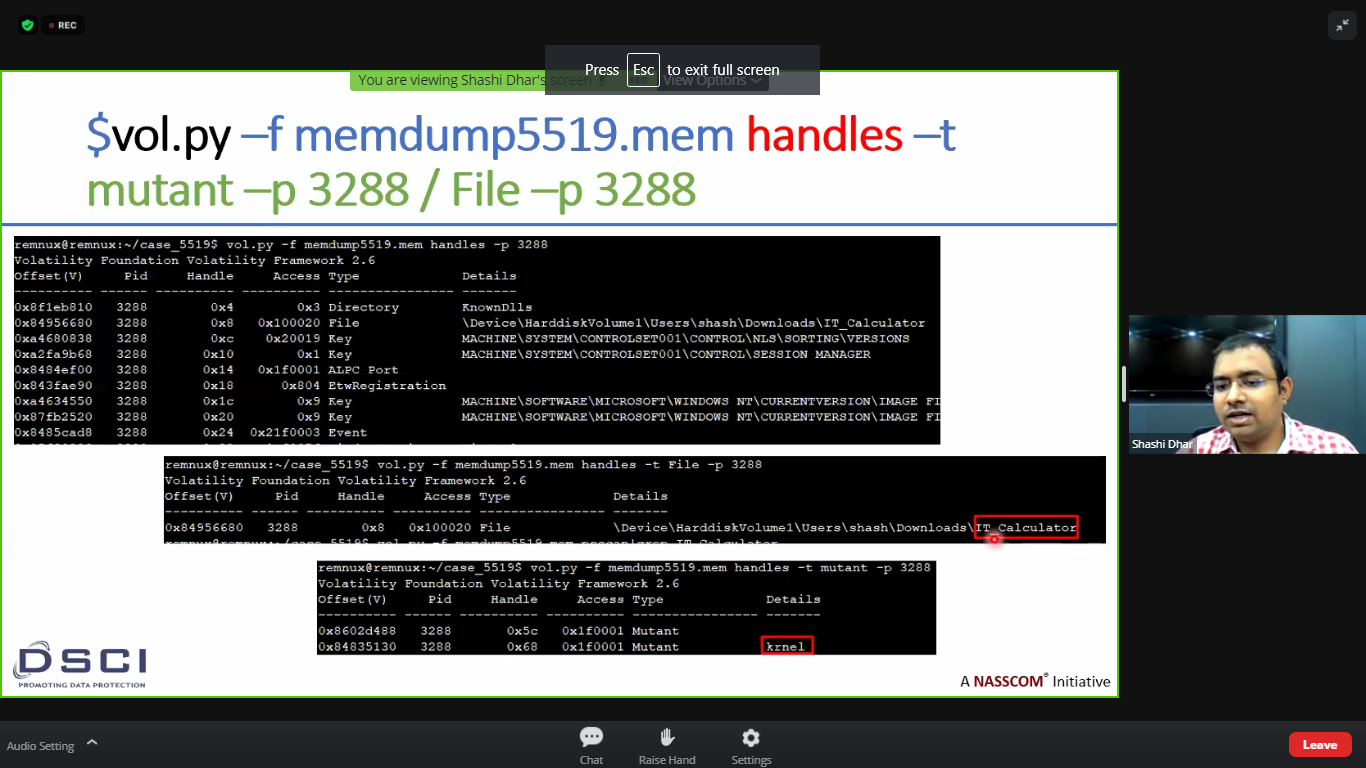 REC
Press Esc to exit full screen
You are viewing Shashi Dhar's screen View Options
$vol.py –f memdump5519.mem handles –t
mutant –p 3288 / File –p 3288
remnux@remnux:~/case_5519$ vol.py -f memdump5519.mem handles -p 3288
Volatility Foundation Volatility Framework 2.6
Offset(V) Pid Handle Access Type Details
---------- ------ ---------- ---------- ---------------- -------
0x8f1eb810 3288 0x4 0x3 Directory KnownDlls
0x84956680 3288 0x8 0x100020 File \Device\HarddiskVolume1\Users\shash\Downloads\IT_Calculator
0xa4680838 3288 0xc 0x20019 Key MACHINE\SYSTEM\CONTROLSET001\CONTROL\NLS\SORTING\VERSIONS
0xa2fa9b68 3288 0x10 0x1 Key MACHINE\SYSTEM\CONTROLSET001\CONTROL\SESSION MANAGER
0x8484ef00 3288 0x14 0x1f0001 ALPC Port
0x843fae90 3288 0x18 0x804 EtwRegistration
0xa4634550 3288 0x1c 0x9 Key MACHINE\SOFTWARE\MICROSOFT\WINDOWS NT\CURRENTVERSION\IMAGE FI
0x87fb2520 3288 0x20 0x9 Key MACHINE\SOFTWARE\MICROSOFT\WINDOWS NT\CURRENTVERSION\IMAGE FI
0x8485cad8 3288 0x24 0x21f0003 Event
remnux@remnux:~/case_5519$ vol.py -f memdump5519.mem handles -t File -p 3288
Volatility Foundation Volatility Framework 2.6
Offset(V) Pid Handle Access Type Details
---------- ------ ---------- ---------- ---------------- -------
0x84956680 3288 0x8 0x100020 File \Device\HarddiskVolume1\Users\shash\Downloads\IT_Calculator
remnux@remnux:~/case_5519$ vol.py -f memdump5519.mem handles -t mutant -p 3288
Volatility Foundation Volatility Framework 2.6
Offset(V) Pid Handle Access Type Details
---------- ------ ---------- ---------- ---------------- -------
0x8602d488 3288 0x5c 0x1f0001 Mutant
0x84835130 3288 0x68 0x1f0001 Mutant krnel
Shashi Dhar
DSCI
PROMOTING DATA PROTECTION
A NASSCOM® Initiative
Audio Setting
Chat
Raise Hand
Settings
Leave